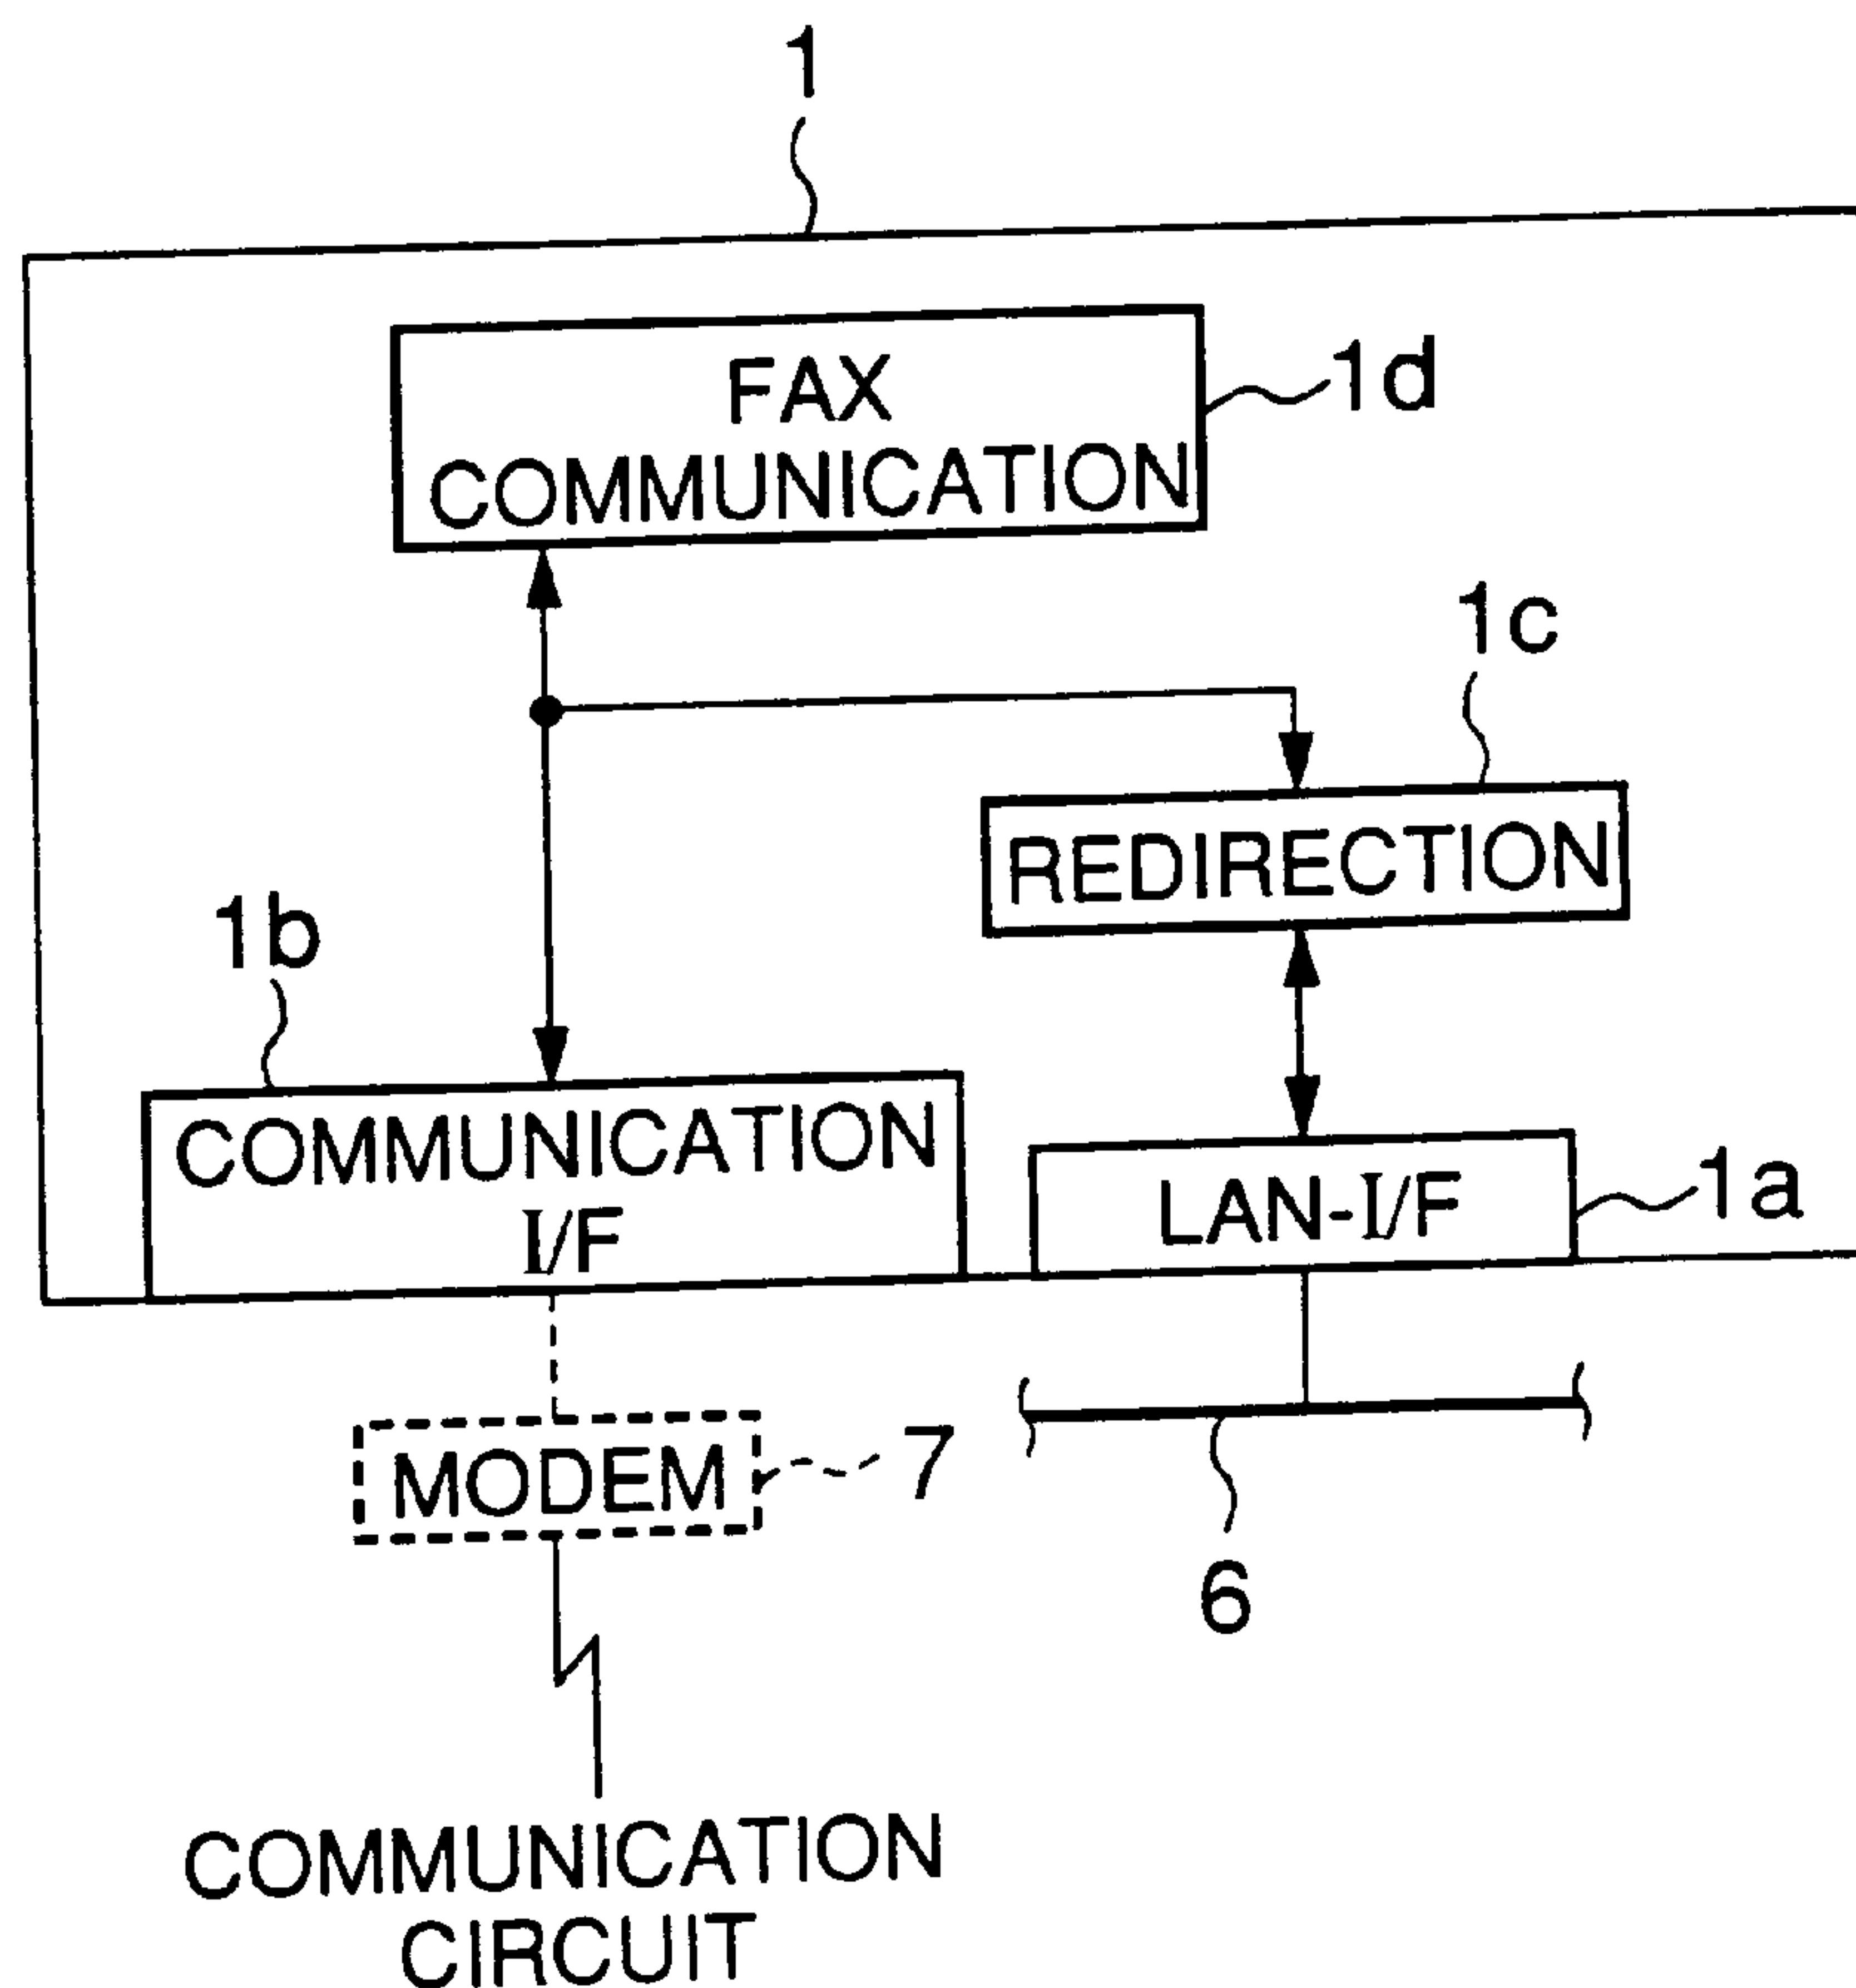 1
FAX
COMMUNICATION
1d
1c
REDIRECTION
1b
COMMUNICATION
I/F
LAN-I/F
1a
MODEM
7
6
COMMUNICATION
CIRCUIT